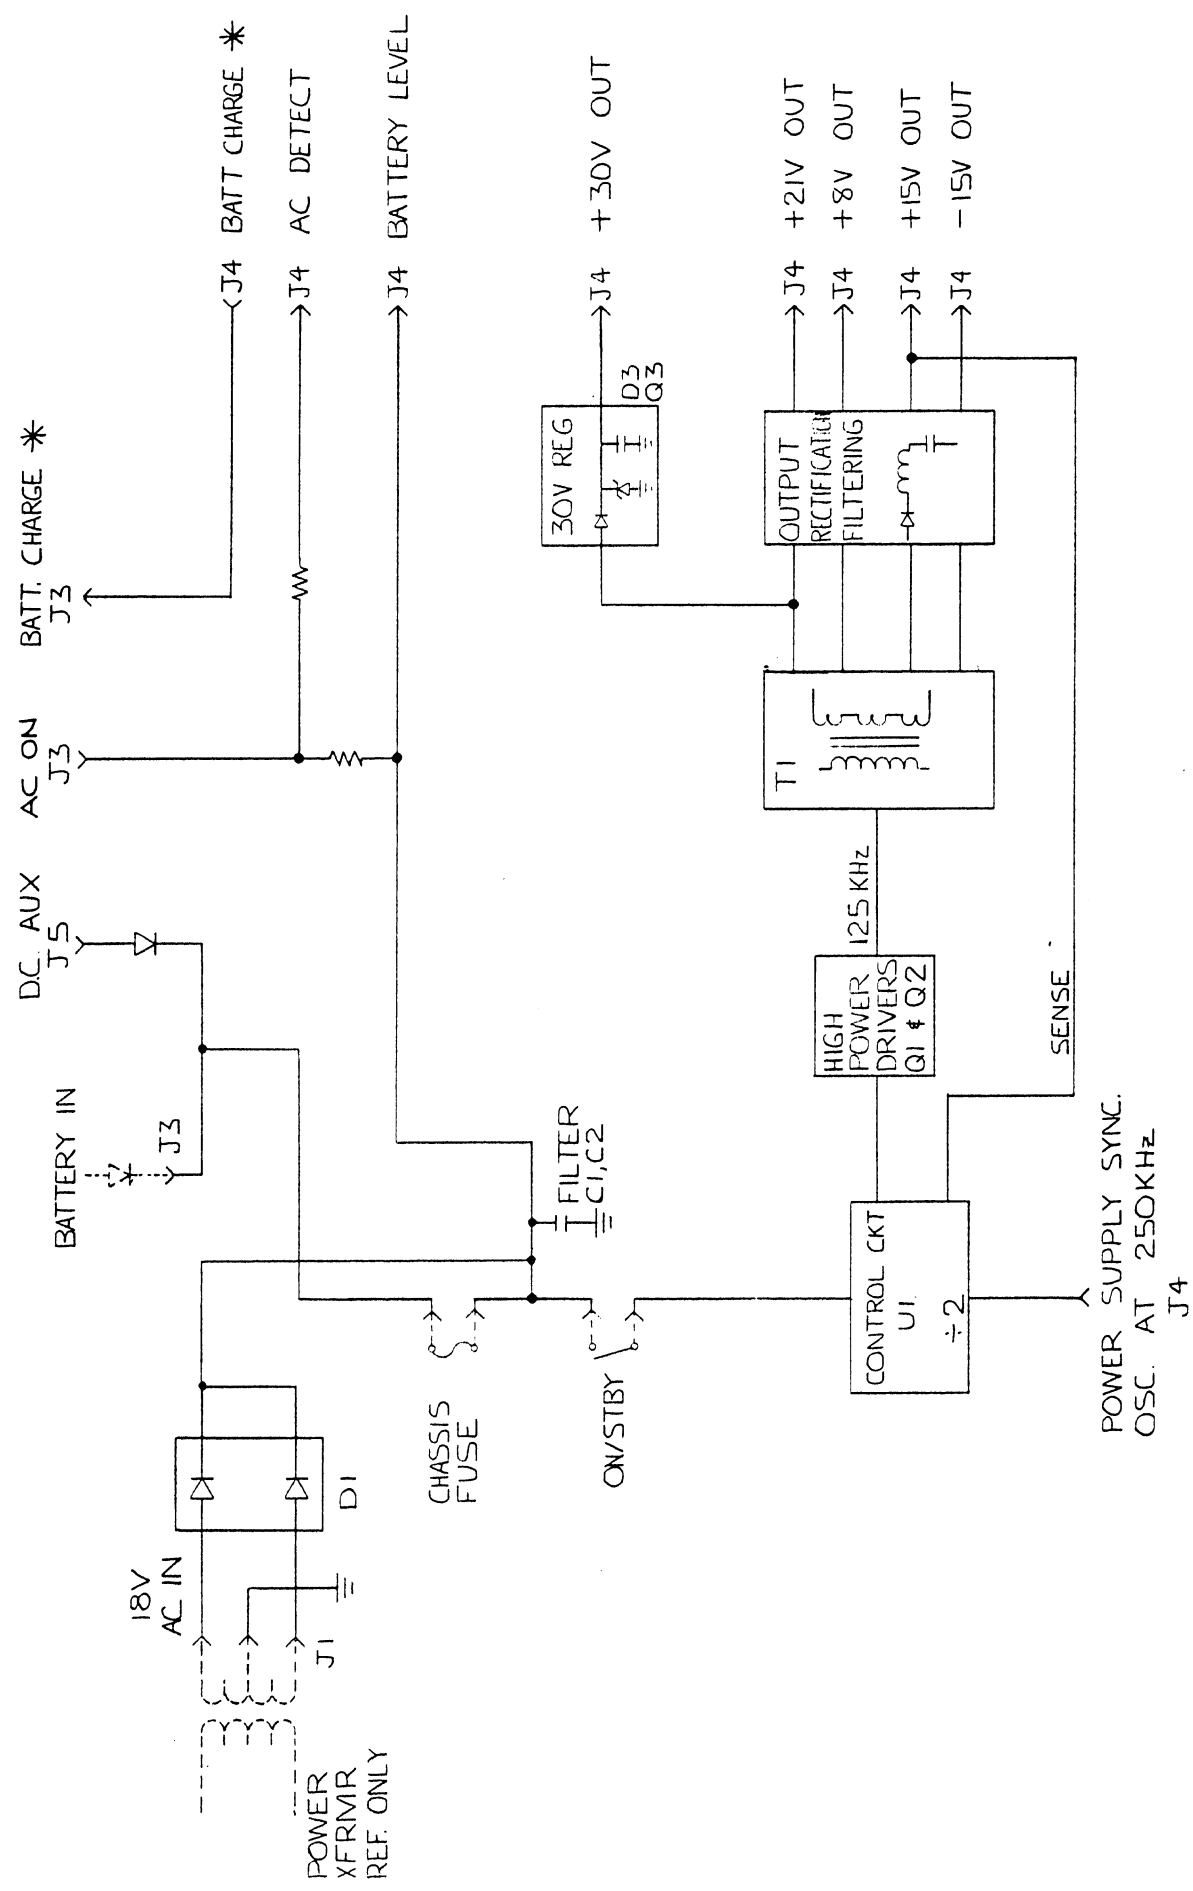 POWER
XFRMR
REF. ONLY
18V
AC IN
J1
D1
BATTERY IN
J3
D.C. AUX
J5
AC ON
J3
BATT. CHARGE *
J3
J4 BATT CHARGE *
J4 AC DETECT
J4 BATTERY LEVEL
CHASSIS
FUSE
FILTER
C1,C2
ON/STBY
30V REG
D3
Q3
J4 +30V OUT
CONTROL CKT
U1
÷2
HIGH
POWER
DRIVERS
Q1 & Q2
125 KHz
T1
OUTPUT
RECTIFICATION
FILTERING
J4 +21V OUT
J4 +8V OUT
J4 +15V OUT
J4 -15V OUT
SENSE
POWER SUPPLY SYNC.
OSC. AT 250KHz
J4